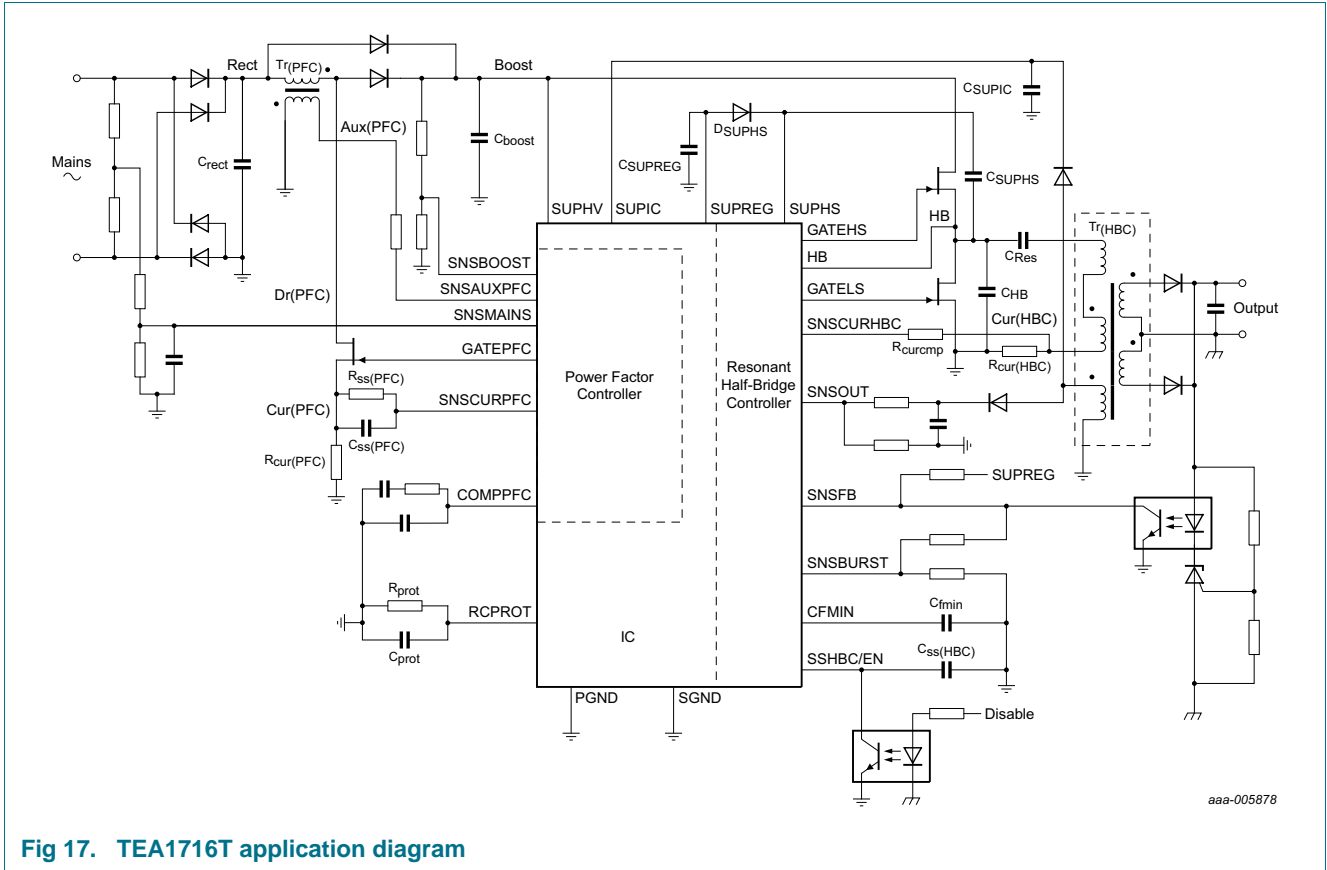 Rect
Tr(PFC)
Boost
CSUPIC
Aux(PFC)
Cboost
DSUPHS
CSUPREG
Mains
Crect
CSUPHS
SUPHV
SUPIC
SUPREG
SUPHS
GATEHS
HB
HB
Tr(HBC)
CRes
SNSBOOST
SNSAUXPFC
SNSMAINS
GATEPFC
SNSCURPFC
COMPPFC
RCPROT
Dr(PFC)
Rss(PFC)
Cur(PFC)
Css(PFC)
Rcur(PFC)
Rprot
Cprot
Power Factor
Controller
Resonant
Half-Bridge
Controller
IC
GATELS
CHB
SNSCURHBC
Cur(HBC)
Rcurcmp
Rcur(HBC)
Output
SNSOUT
SUPREG
SNSFB
SNSBURST
CFMIN
Cfmin
SSHBC/EN
Css(HBC)
PGND
SGND
Disable
aaa-005878
Fig 17. TEA1716T application diagram